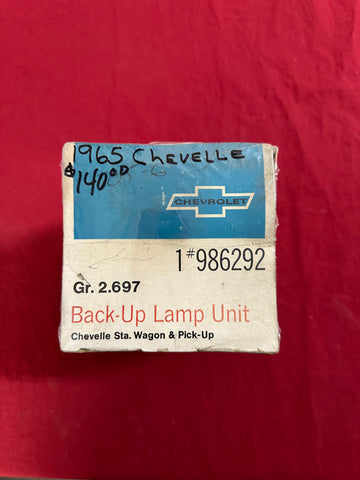 1965 Chevelle
$140.00
CHEVROLET
1#986292
Gr. 2.697
Back-Up Lamp Unit
Chevelle Sta. Wagon & Pick-Up